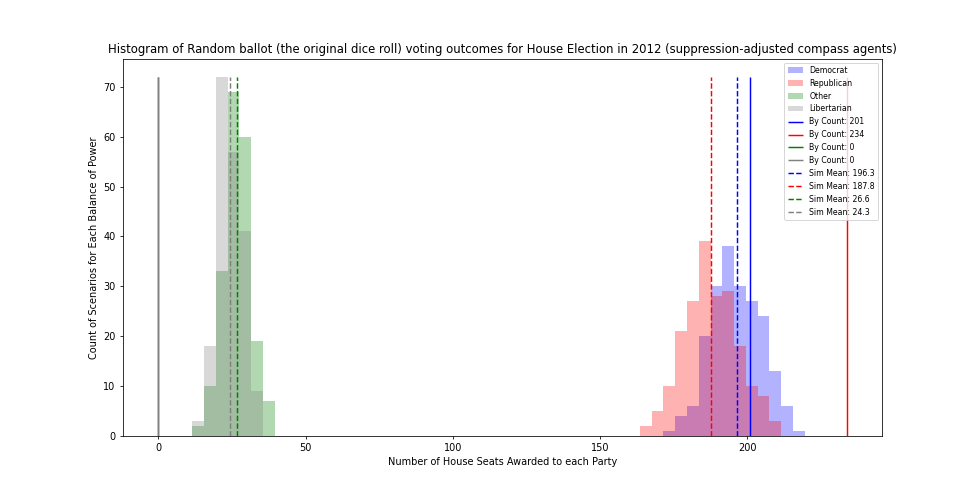 Histogram of Random ballot (the original dice roll) voting outcomes for House Election in 2012 (suppression-adjusted compass agents)
Count of Scenarios for Each Balance of Power
70
60
50
40
30
20
10
0
Democrat
Republican
Other
Libertarian
By Count: 201
By Count: 234
By Count: 0
By Count: 0
Sim Mean: 196.3
Sim Mean: 187.8
Sim Mean: 26.6
Sim Mean: 24.3
0
50
100
150
200
Number of House Seats Awarded to each Party